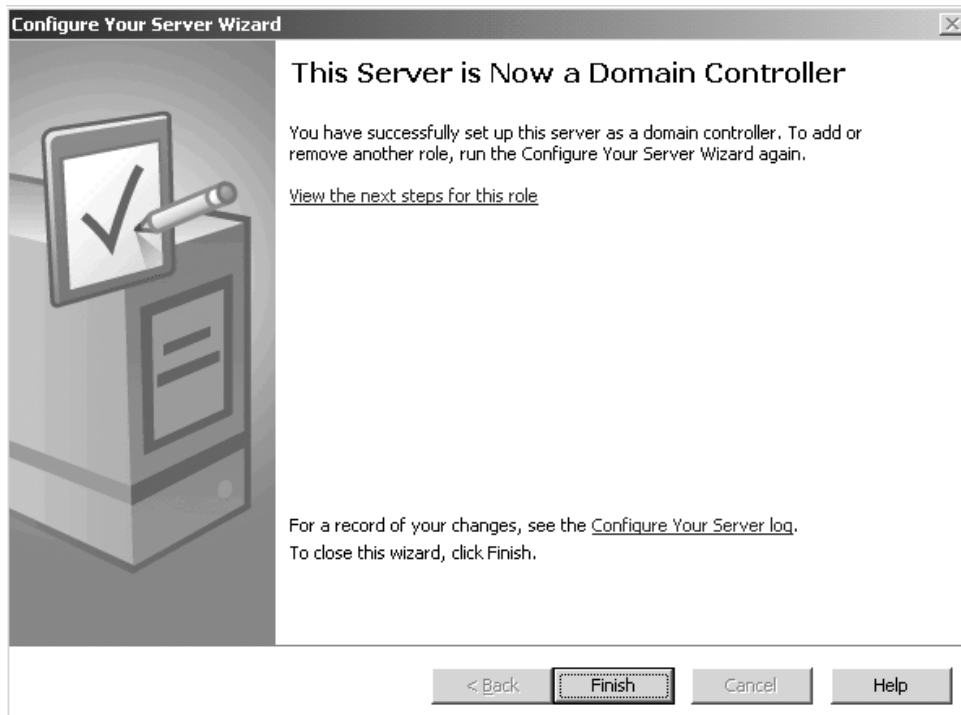 Configure Your Server Wizard
This Server is Now a Domain Controller
You have successfully set up this server as a domain controller. To add or
remove another role, run the Configure Your Server Wizard again.
View the next steps for this role
For a record of your changes, see the Configure Your Server log.
To close this wizard, click Finish.
< Back Finish Cancel Help